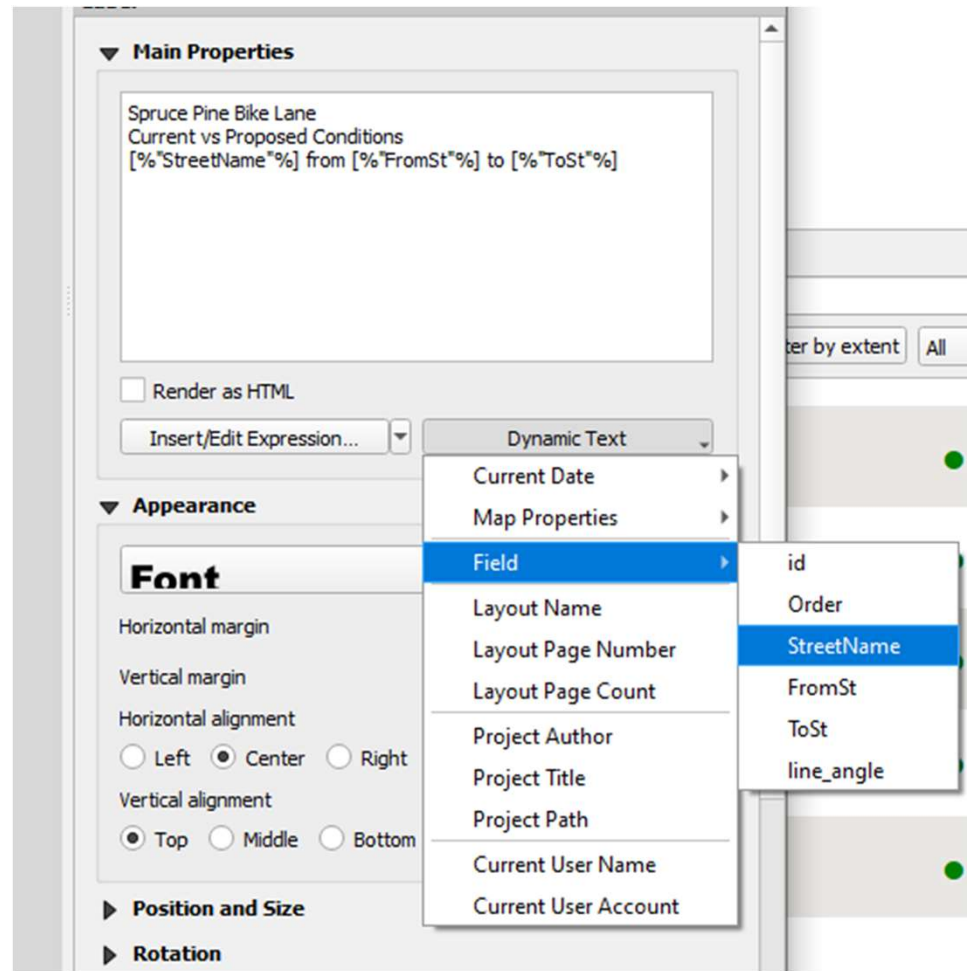 Main Properties
Spruce Pine Bike Lane
Current vs Proposed Conditions
[%"StreetName"%] from [%"FromSt"%] to [%"ToSt"%]
by extent
All
Render as HTML
Insert/Edit Expression...
Dynamic Text
Current Date
Map Properties
Appearance
Font
Field
id
Order
StreetName
FromSt
ToSt
line_angle
Layout Name
Layout Page Number
Layout Page Count
Horizontal margin
Vertical margin
Horizontal alignment
Left Center Right
Vertical alignment
Top Middle Bottom
Project Author
Project Title
Project Path
Current User Name
Current User Account
Position and Size
Rotation